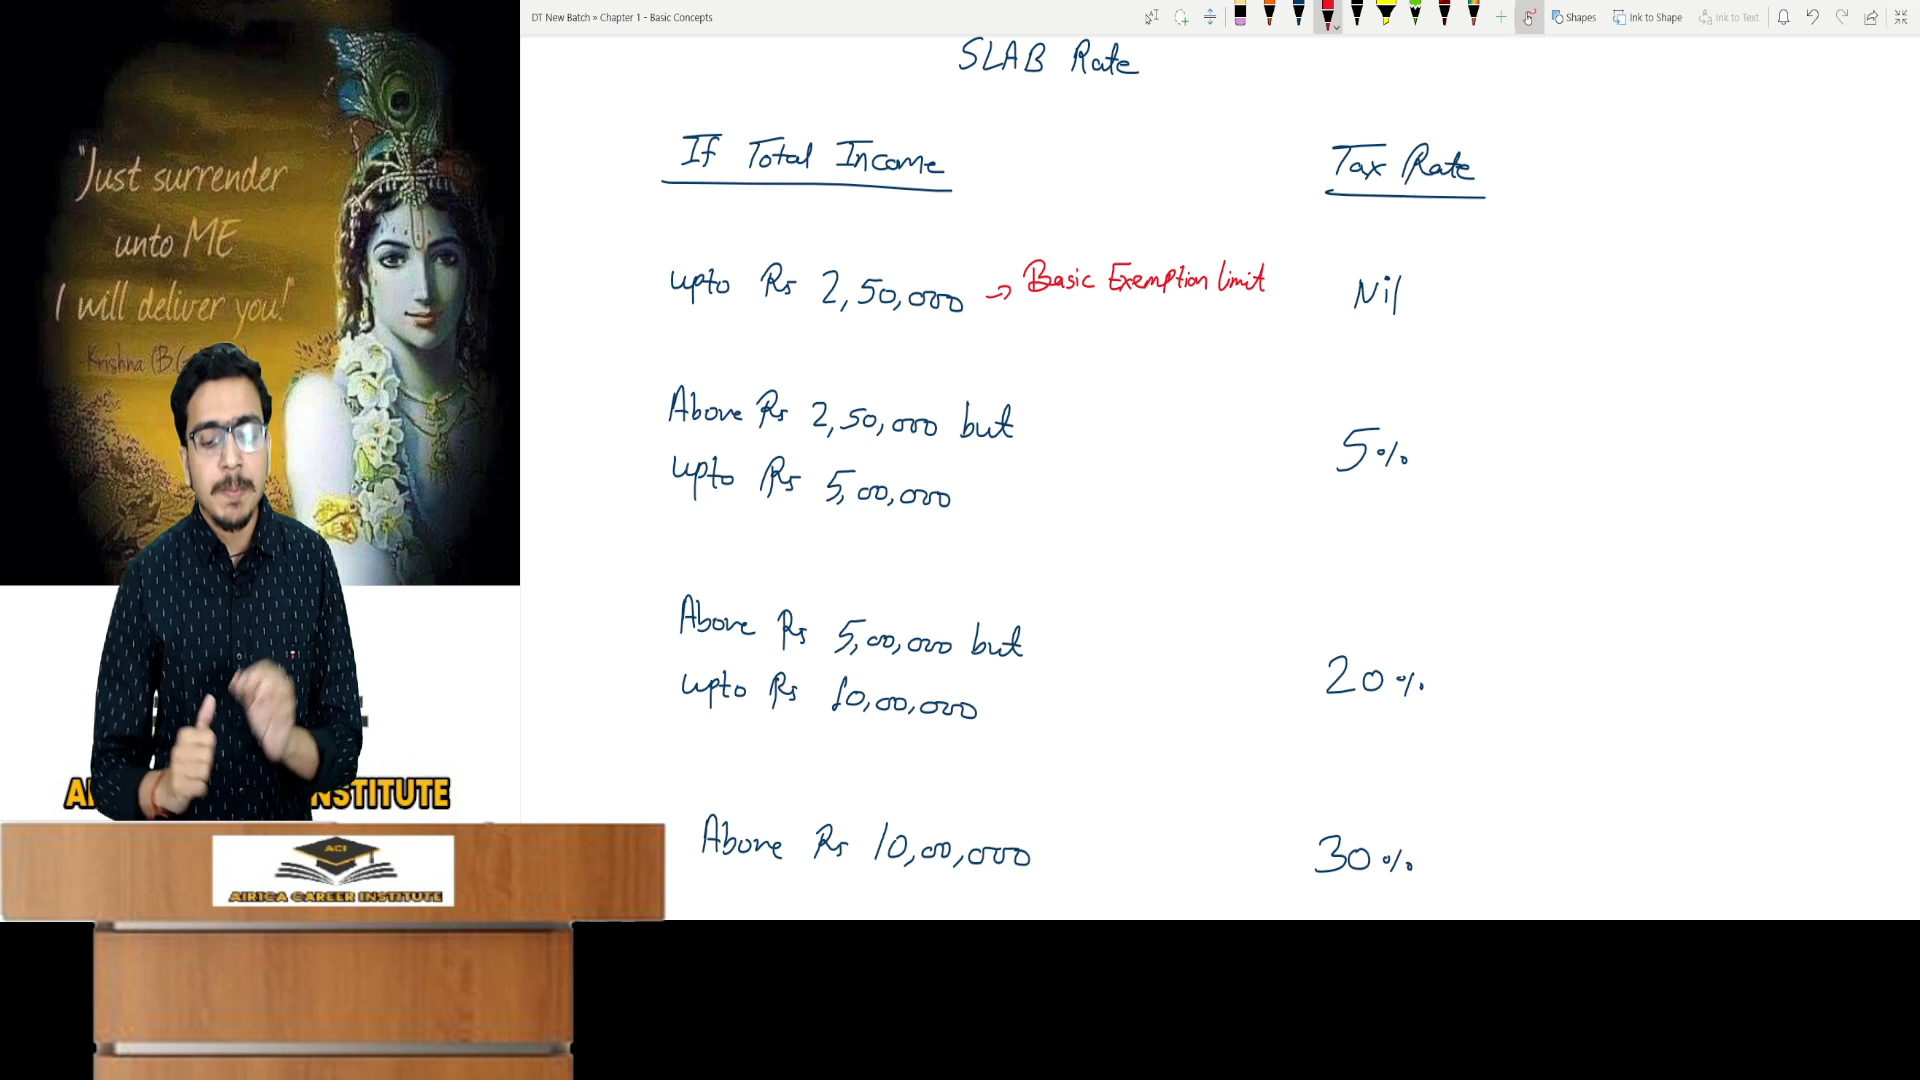 DT New Batch » Chapter 1 - Basic Concepts
Shapes
Ink to Shape
Ink to Text
SLAB Rate
If Total Income
Tax Rate
upto Rs 2,50,000 → Basic Exemption limit
Nil
Above Rs 2,50,000 but
upto Rs 5,00,000
5%
Above Rs 5,00,000 but
upto Rs 10,00,000
20%
Above Rs 10,00,000
30%
"Just surrender
unto ME
I will deliver you!"
Krishna
NSTITUTE
ACI
AIRICA CAREER INSTITUTE